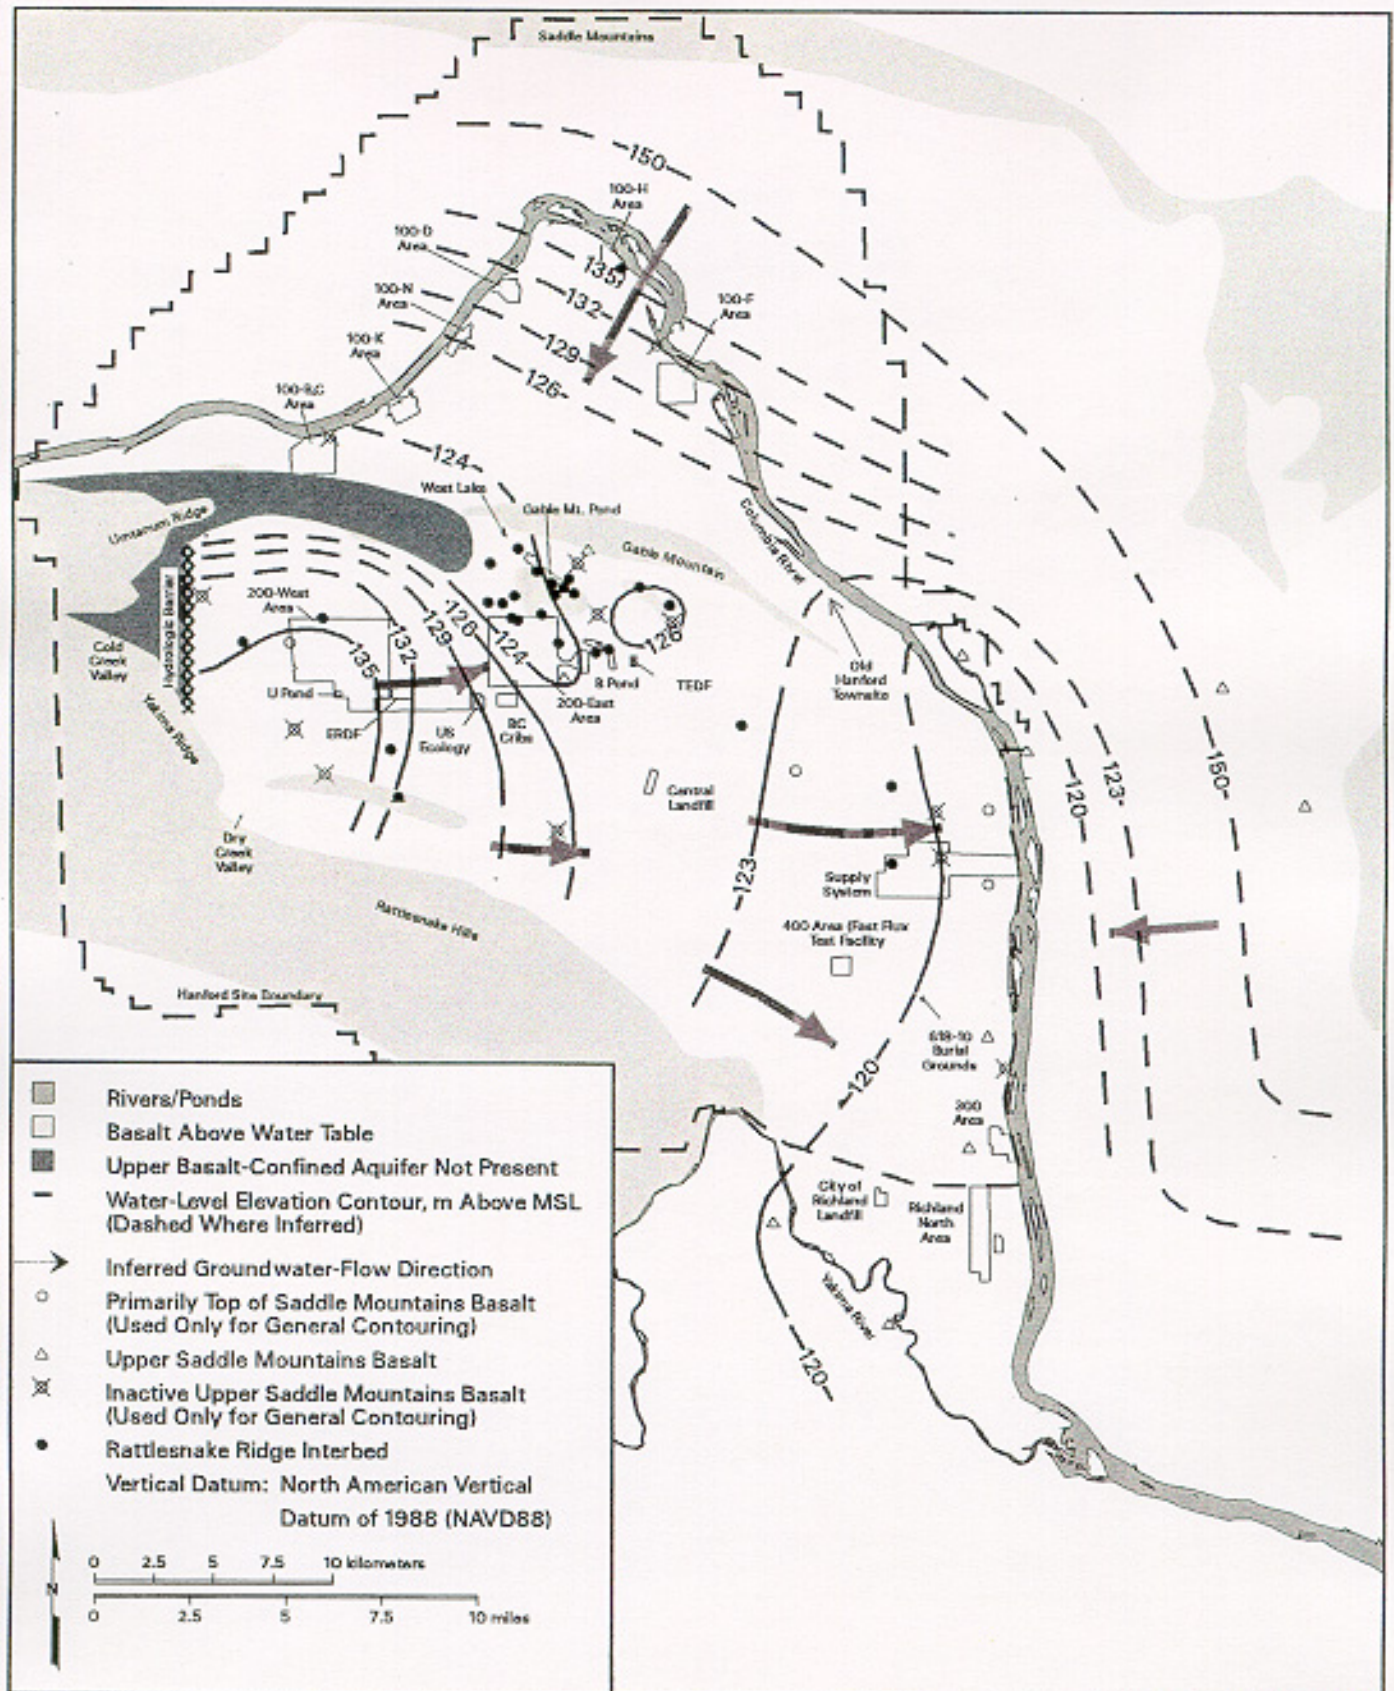 Saddle Mountains
150
100-H
Area
100-D
Area
135
132
100-N
Area
100-F
Area
129
100-K
Area
126
100-B,C
Area
124
West Lake
Gable Mt. Pond
Umtanum Ridge
Gable Mountain
Columbia River
Hydrologic Barrier
200-West
Area
126
129
124
132
135
Cold
Creek
Valley
Old
Hanford
Townsite
U Pond
B Pond
TEDF
200-East
Area
Yakima Ridge
ERDF
US
Ecology
BC
Cribs
Central
Landfill
120
123
150
Dry
Creek
Valley
123
Supply
System
Rattlesnake Hills
400 Area (Fast Flux
Test Facility
Hanford Site Boundary
618-10
Burial
Grounds
120
300
Area
City of
Richland
Landfill
Richland
North
Area
Yakima River
120
Rivers/Ponds
Basalt Above Water Table
Upper Basalt-Confined Aquifer Not Present
Water-Level Elevation Contour, m Above MSL
(Dashed Where Inferred)
Inferred Groundwater-Flow Direction
Primarily Top of Saddle Mountains Basalt
(Used Only for General Contouring)
Upper Saddle Mountains Basalt
Inactive Upper Saddle Mountains Basalt
(Used Only for General Contouring)
Rattlesnake Ridge Interbed
Vertical Datum: North American Vertical
Datum of 1988 (NAVD88)
0 2.5 5 7.5 10 kilometers
N
0 2.5 5 7.5 10 miles